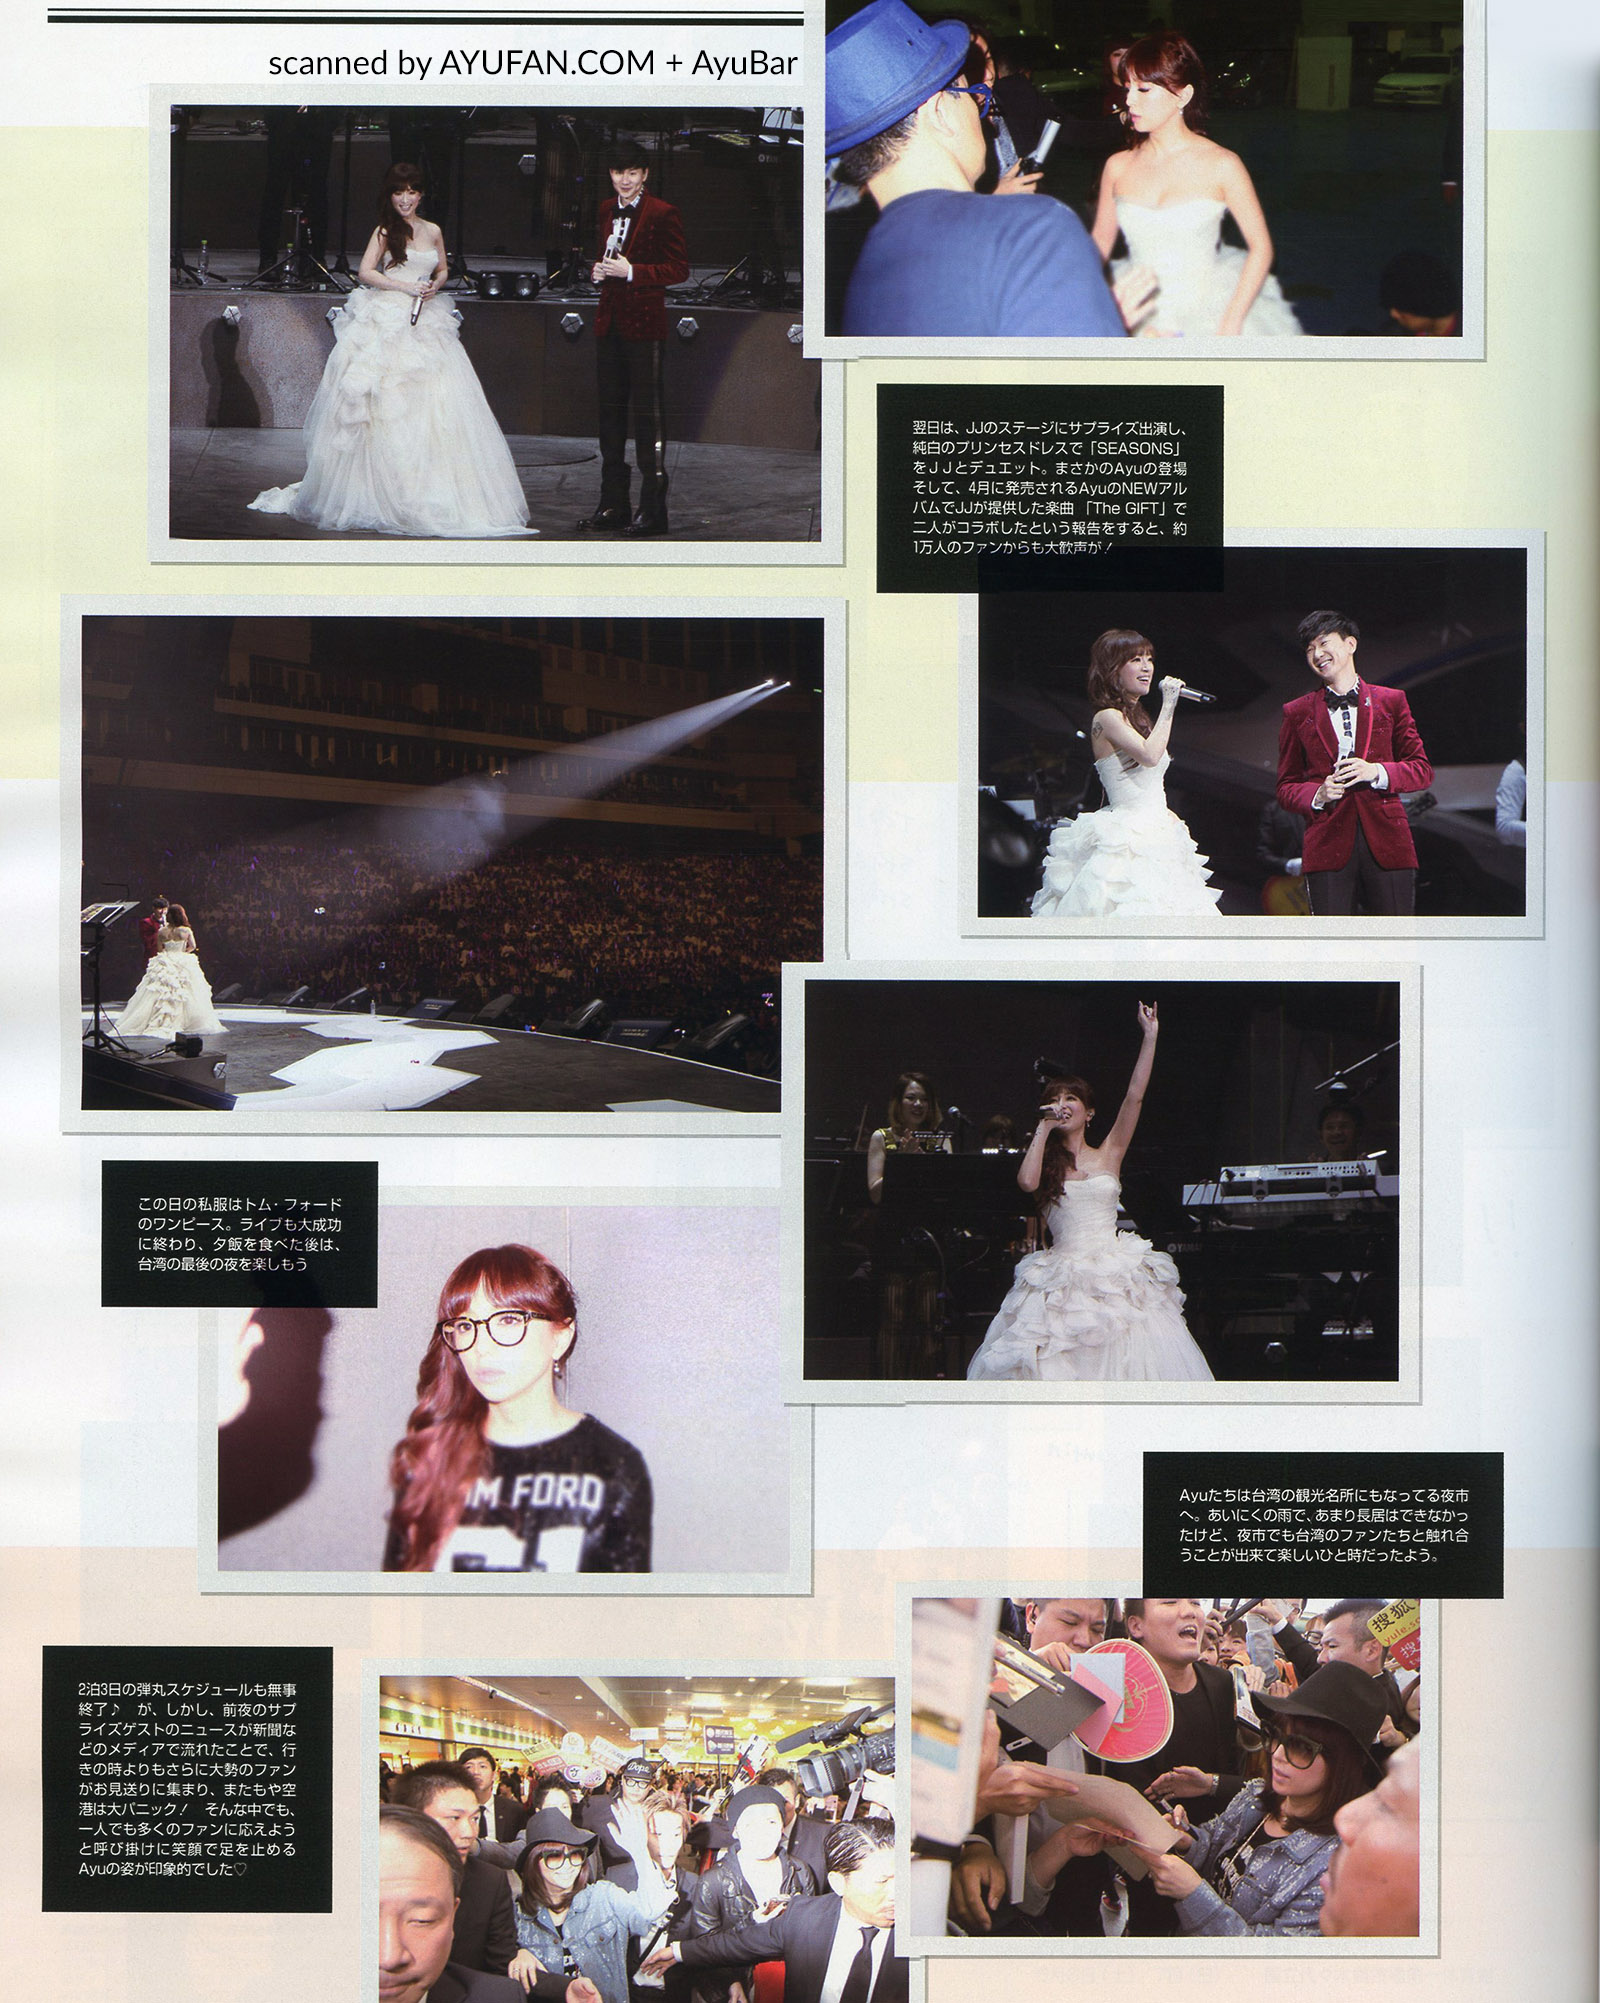 scanned by AYUFAN.COM + AyuBar
翌日は、JJのステージにサプライズ出演し、
純白のプリンセスドレスで「SEASONS」
をＪＪとデュエット。まさかのAyuの登場
そして、4月に発売されるAyuのNEWアル
バムでJJが提供した楽曲「The GIFT」で
二人がコラボしたという報告をすると、約
1万人のファンからも大歓声が！
この日の私服はトム・フォード
のワンピース。ライブも大成功
に終わり、夕飯を食べた後は、
台湾の最後の夜を楽しもう
M FORD
Ayuたちは台湾の観光名所にもなってる夜市
へ。あいにくの雨で、あまり長居はできなかっ
たけど、夜市でも台湾のファンたちと触れ合
うことが出来て楽しいひと時だったよう。
搜狐
yule.so
搜
2泊3日の弾丸スケジュールも無事
終了♪　が、しかし、前夜のサプ
ライズゲストのニュースが新聞な
どのメディアで流れたことで、行
きの時よりもさらに大勢のファン
がお見送りに集まり、またもや空
港は大パニック！　そんな中でも、
一人でも多くのファンに応えよう
と呼び掛けに笑顔で足を止める
Ayuの姿が印象的でした♡
Dope